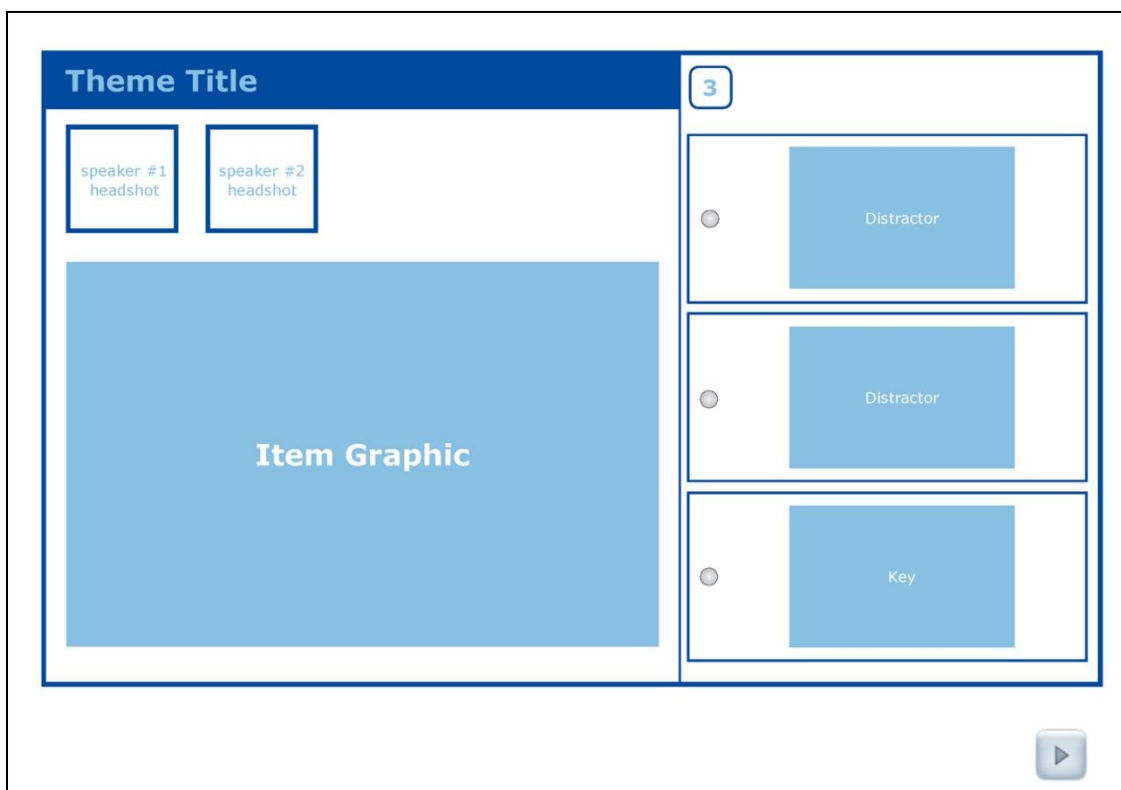 Theme Title
speaker #1
headshot
speaker #2
headshot
Item Graphic
3
Distractor
Distractor
Key